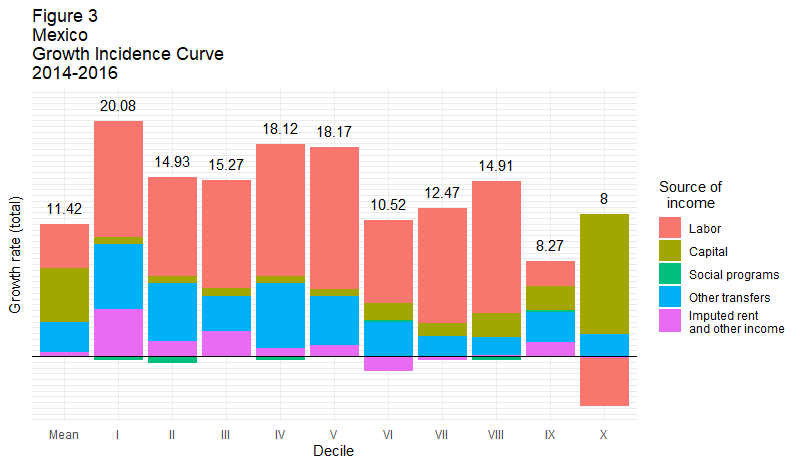 Figure 3
Mexico
Growth Incidence Curve
2014-2016
Growth rate (total)
11.42
20.08
14.93
15.27
18.12
18.17
10.52
12.47
14.91
8.27
8
Mean I II III IV V VI VII VIII IX X
Decile
Source of
income
Labor
Capital
Social programs
Other transfers
Imputed rent
and other income